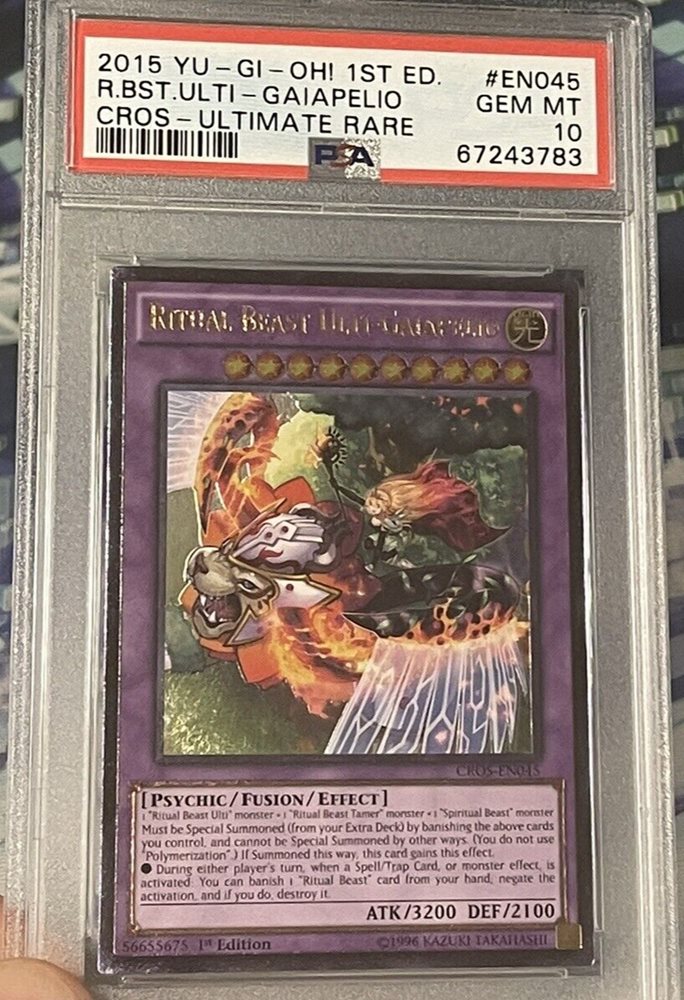 2015 YU-GI-OH! 1ST ED. #EN045
R.BST.ULTI-GAIAPELIO GEM MT
CROS-ULTIMATE RARE 10
PSA 67243783
RITUAL BEAST ULTI-GAIAPELIO 光
CROS-EN045
[PSYCHIC/FUSION/EFFECT]
1 "Ritual Beast Ulti" monster + 1 "Ritual Beast Tamer" monster + 1 "Spiritual Beast" monster
Must be Special Summoned (from your Extra Deck) by banishing the above cards
you control, and cannot be Special Summoned by other ways. (You do not use
"Polymerization".) If Summoned this way, this card gains this effect.
● During either player's turn, when a Spell/Trap Card, or monster effect, is
activated: You can banish 1 "Ritual Beast" card from your hand; negate the
activation, and if you do, destroy it.
ATK/3200 DEF/2100
56655675 1st Edition ©1996 KAZUKI TAKAHASHI